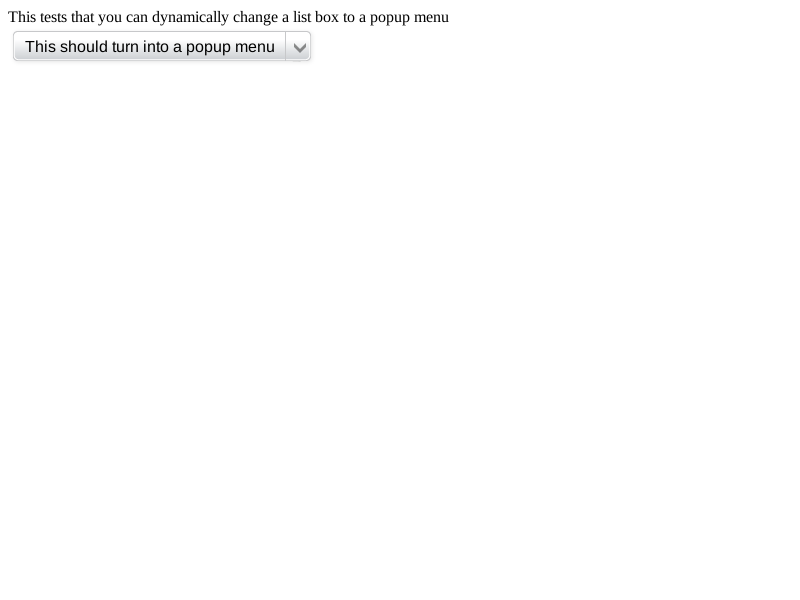 This tests that you can dynamically change a list box to a popup menu
This should turn into a popup menu